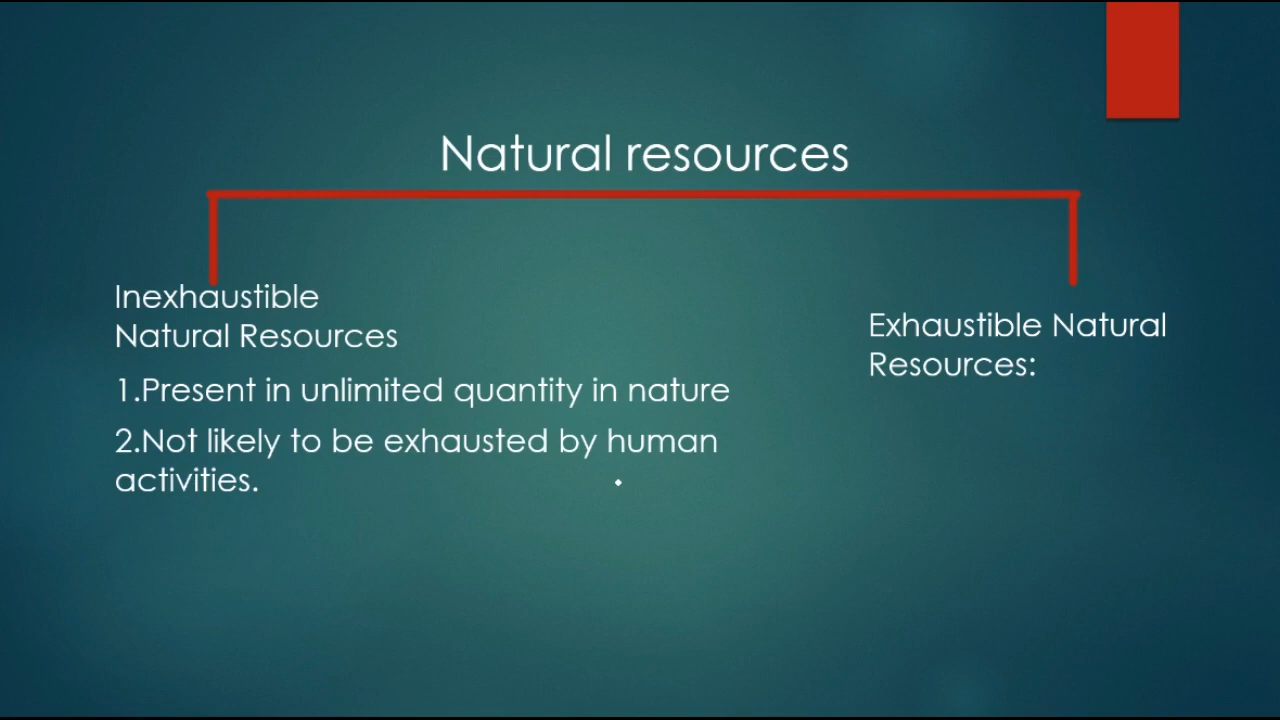 Natural resources
Inexhaustible
Natural Resources
1.Present in unlimited quantity in nature
2.Not likely to be exhausted by human
activities.
Exhaustible Natural
Resources: